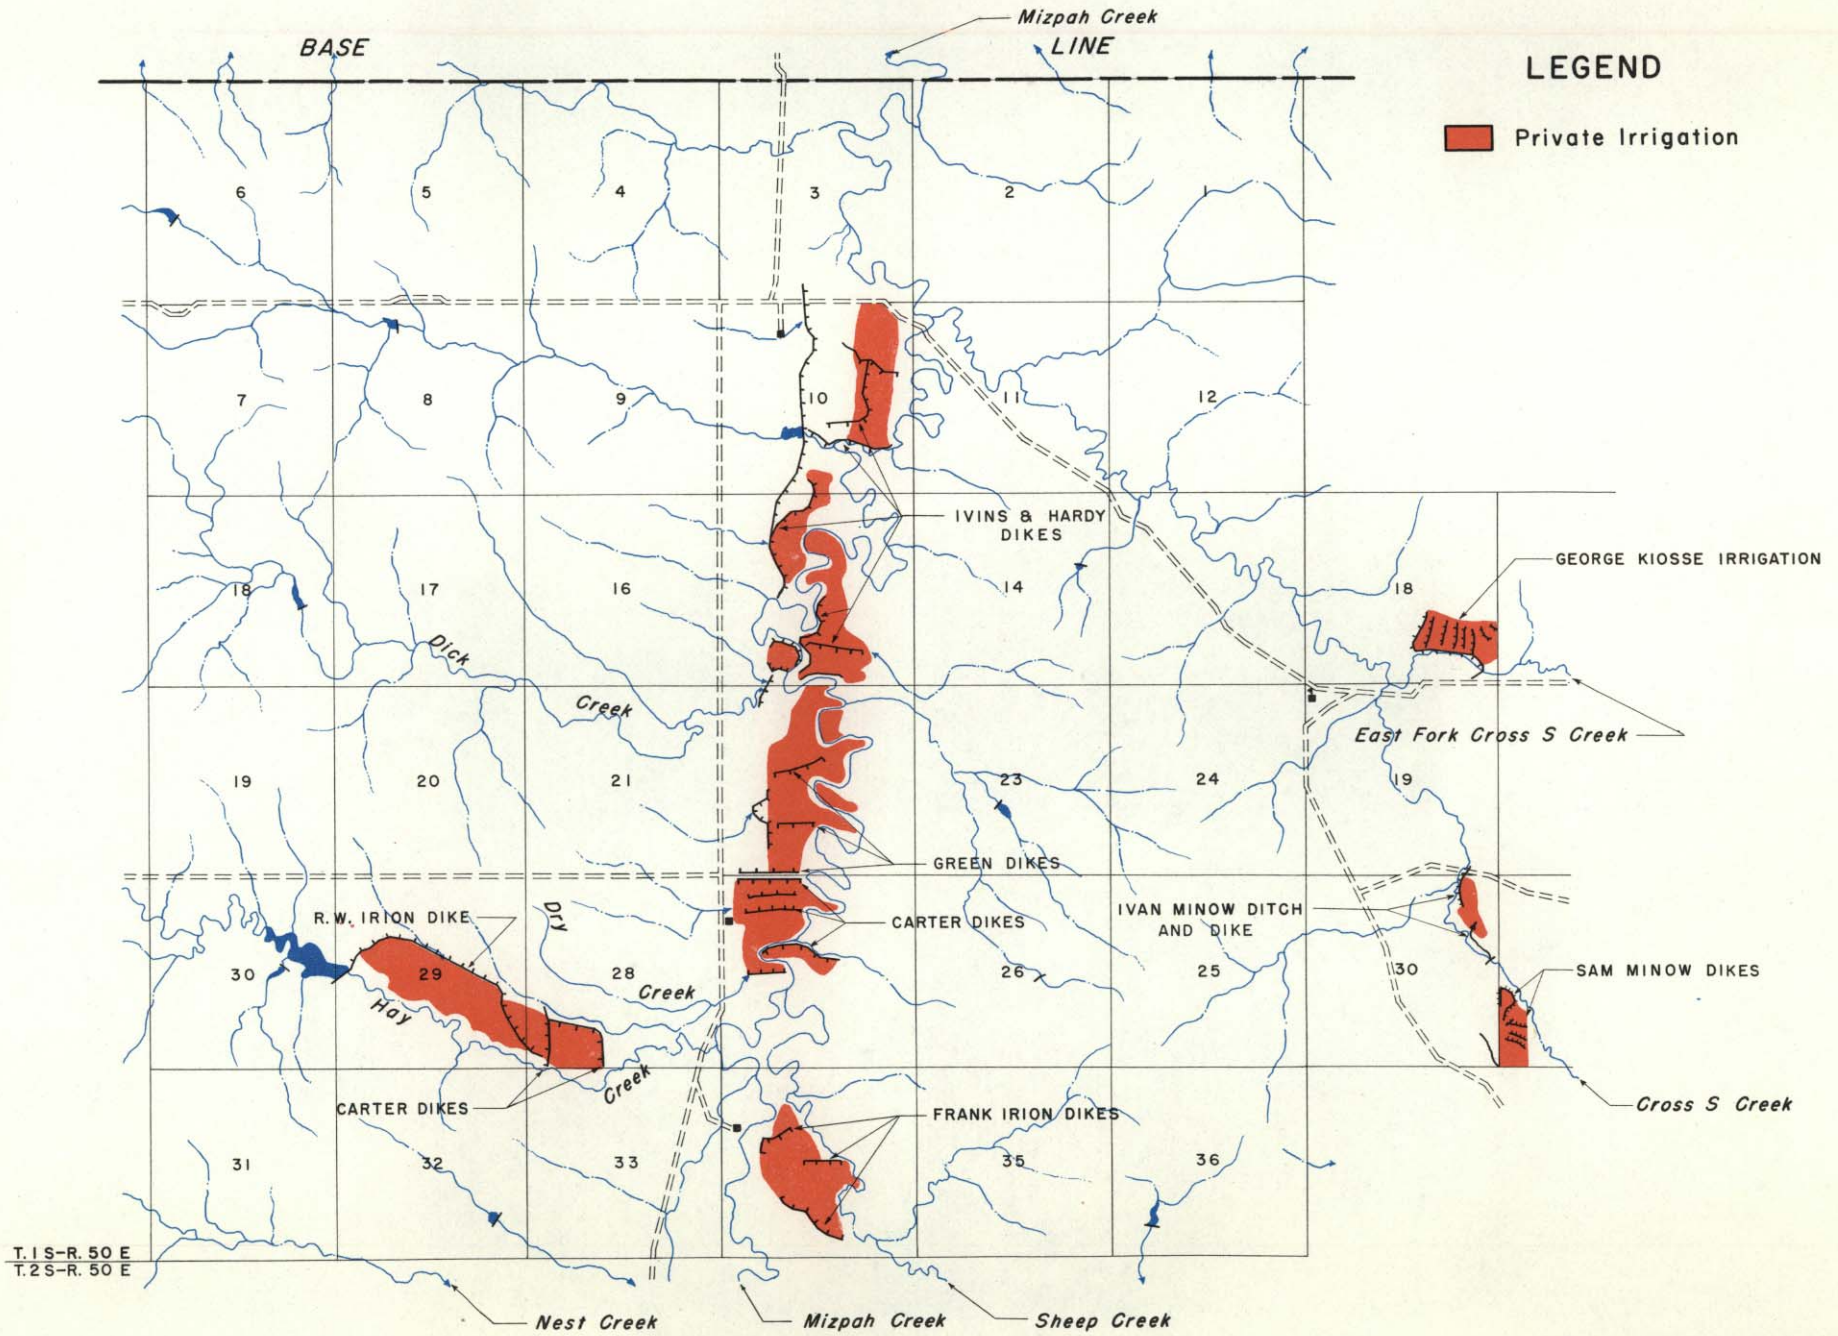 Mizpah Creek
BASE
LINE
LEGEND
Private Irrigation
6
5
4
3
2
1
7
8
9
10
11
12
IVINS & HARDY
DIKES
GEORGE KIOSSE IRRIGATION
18
17
16
14
18
Dick
Creek
East Fork Cross S Creek
19
20
21
23
24
19
GREEN DIKES
R.W. IRION DIKE
Dry
CARTER DIKES
IVAN MINOW DITCH
AND DIKE
30
29
28
26
25
30
SAM MINOW DIKES
Creek
Hay
Creek
CARTER DIKES
FRANK IRION DIKES
Cross S Creek
31
32
33
35
36
T.1S-R.50E
T.2S-R.50E
Nest Creek
Mizpah Creek
Sheep Creek